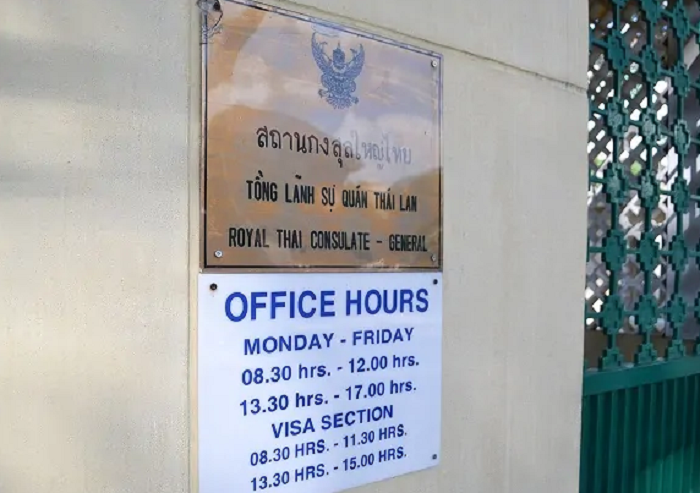 สถานกงสุลใหญ่ไทย
TỔNG LÃNH SỰ QUÁN THÁI LAN
ROYAL THAI CONSULATE - GENERAL
OFFICE HOURS
MONDAY - FRIDAY
08.30 hrs. - 12.00 hrs.
13.30 hrs. - 17.00 hrs.
VISA SECTION
08.30 HRS. - 11.30 HRS.
13.30 HRS. - 15.00 HRS.